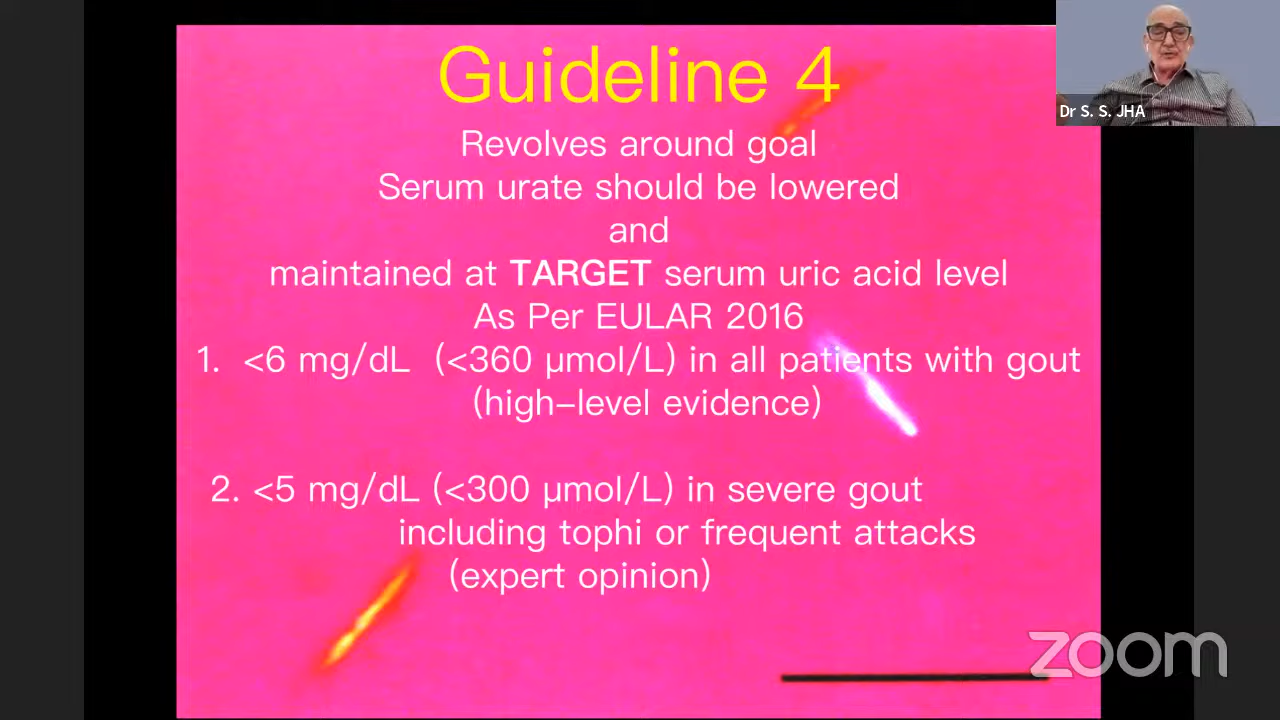 Guideline 4
Revolves around goal
Serum urate should be lowered
and
maintained at TARGET serum uric acid level
As Per EULAR 2016
1. <6 mg/dL (<360 µmol/L) in all patients with gout
(high–level evidence)
2. <5 mg/dL (<300 µmol/L) in severe gout
including tophi or frequent attacks
(expert opinion)
Dr S. S. JHA
zoom